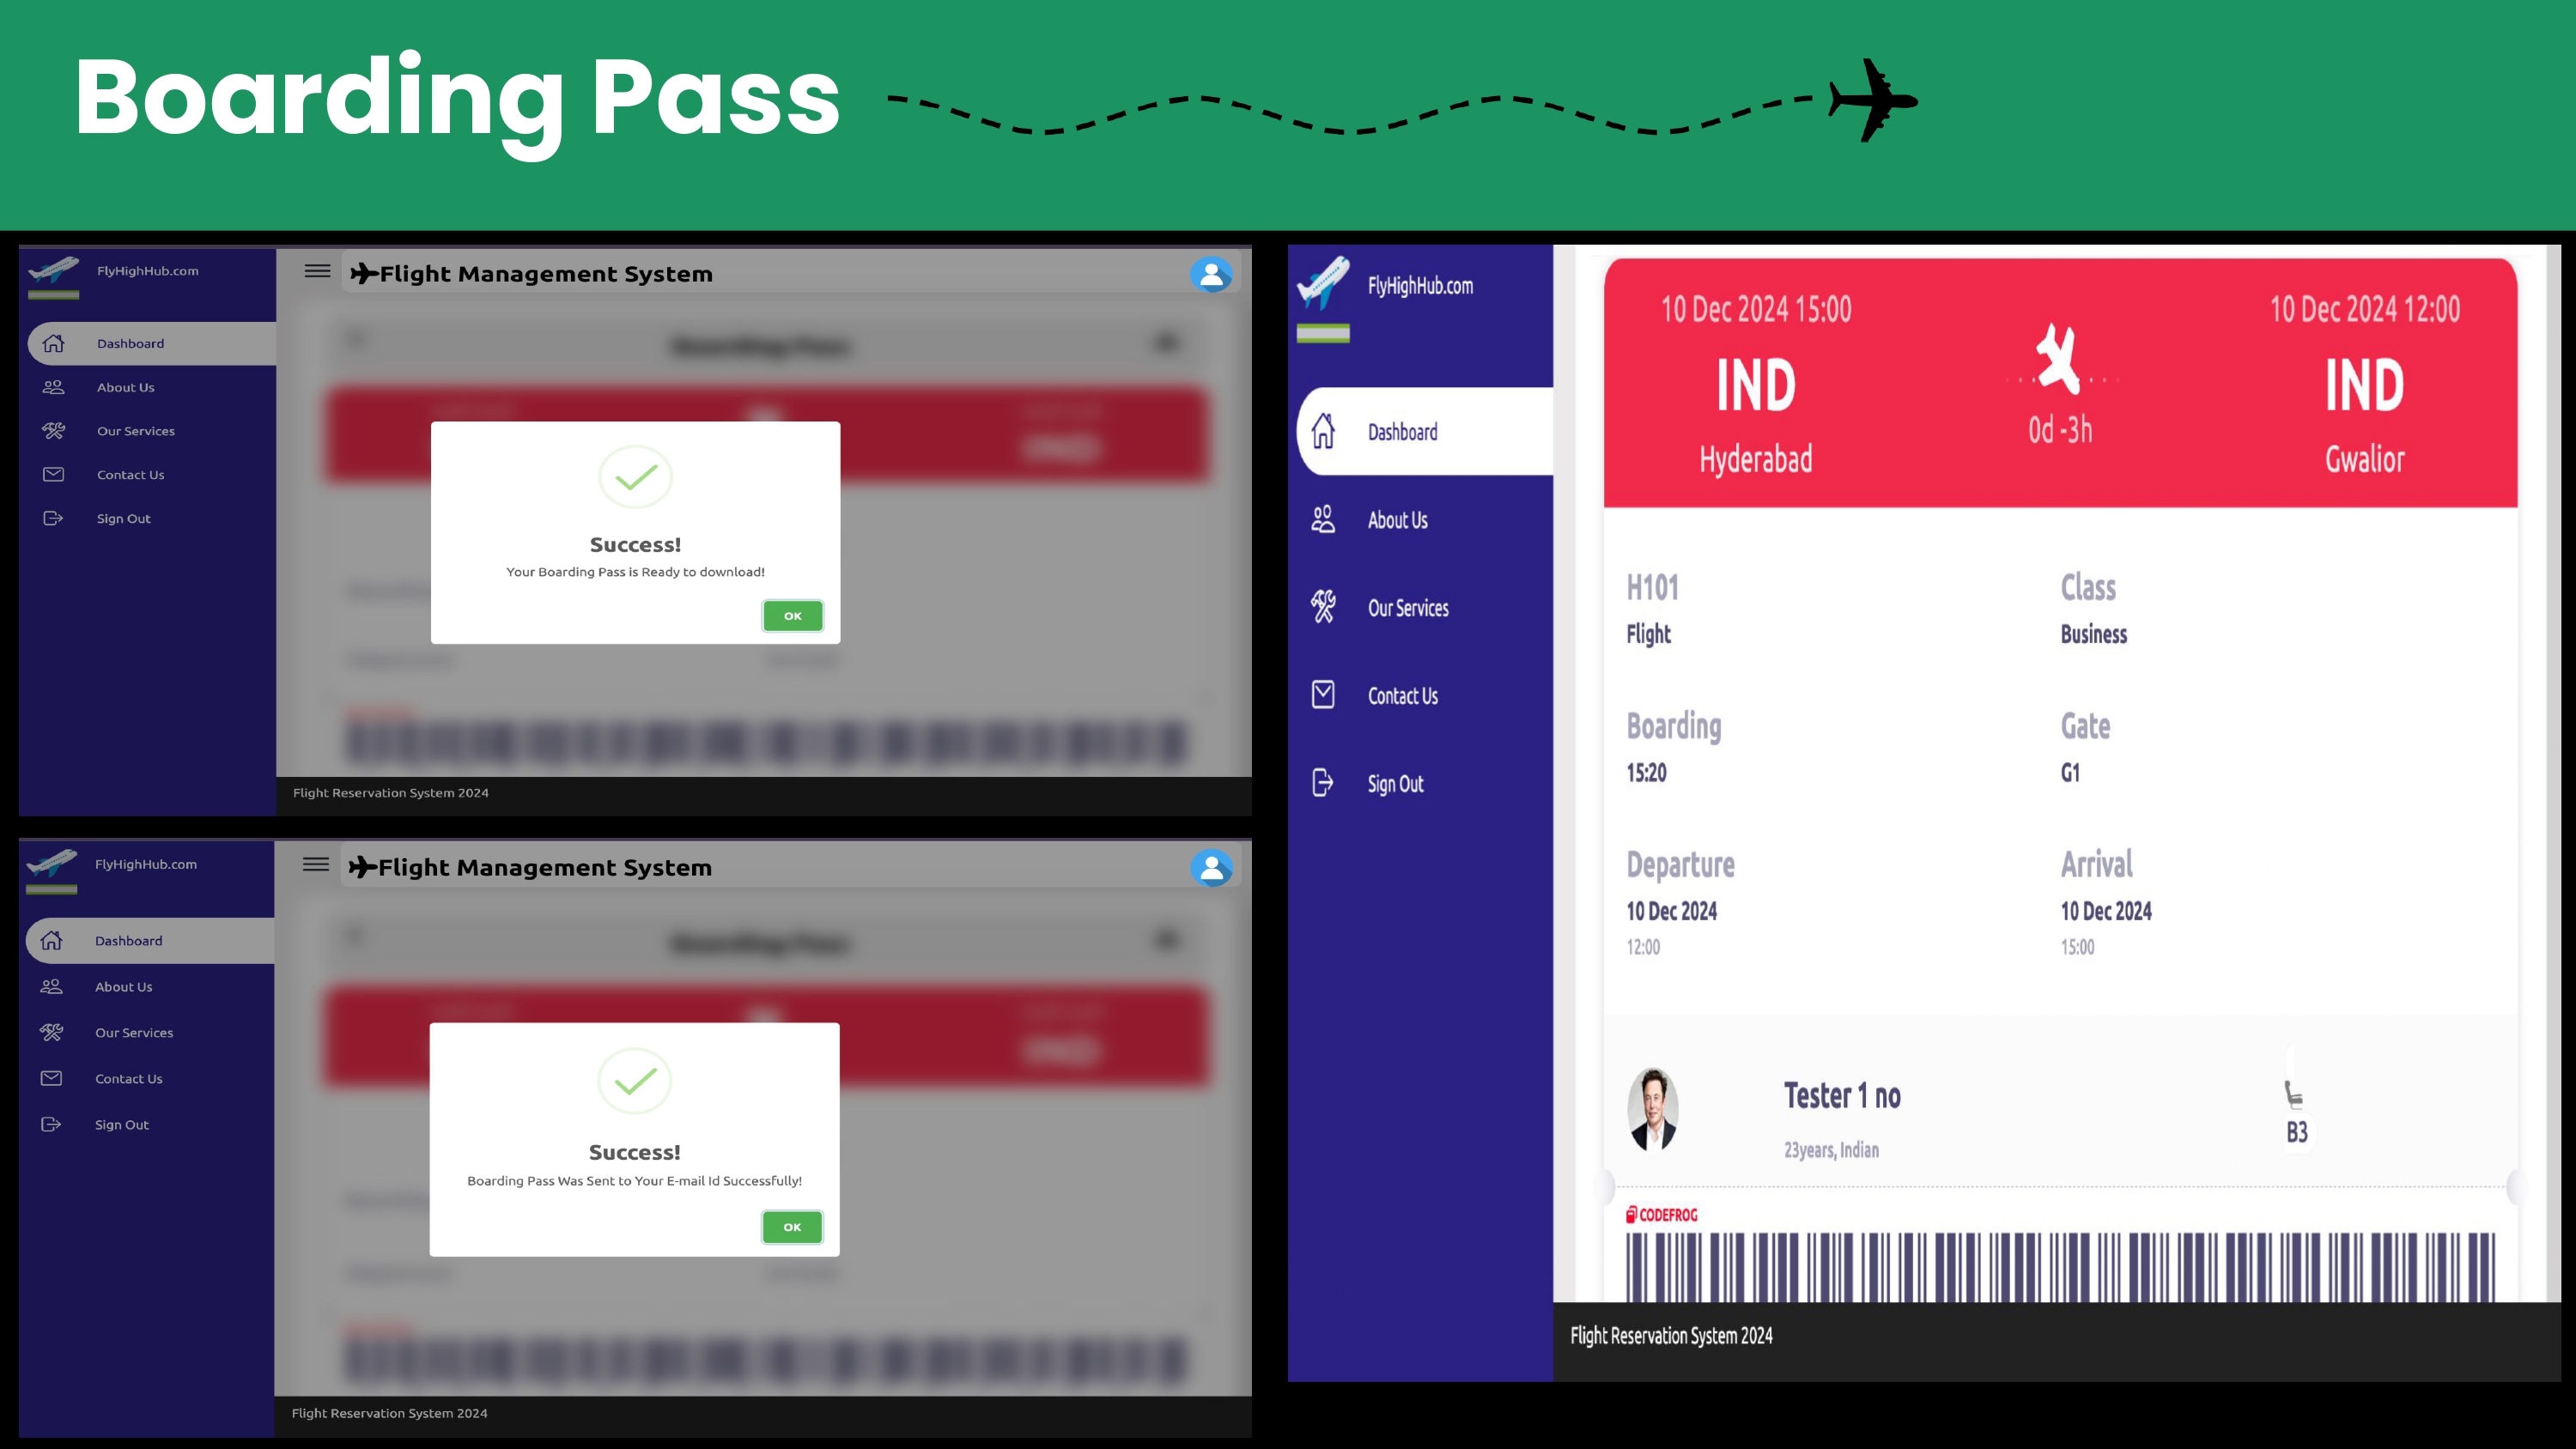 Boarding Pass
FlyHighHub.com
Flight Management System
Dashboard
About Us
Our Services
Contact Us
Sign Out
Boarding Pass
IND
Success!
Your Boarding Pass is Ready to download!
OK
Flight Reservation System 2024
FlyHighHub.com
Flight Management System
Dashboard
About Us
Our Services
Contact Us
Sign Out
Boarding Pass
IND
Success!
Boarding Pass Was Sent to Your E-mail Id Successfully!
OK
Flight Reservation System 2024
FlyHighHub.com
Dashboard
About Us
Our Services
Contact Us
Sign Out
10 Dec 2024 15:00 10 Dec 2024 12:00
IND IND
0d -3h
Hyderabad Gwalior
H101 Class
Flight Business
Boarding Gate
15:20 G1
Departure Arrival
10 Dec 2024 10 Dec 2024
12:00 15:00
Tester 1 no
23years, Indian
B3
CODEFROG
Flight Reservation System 2024